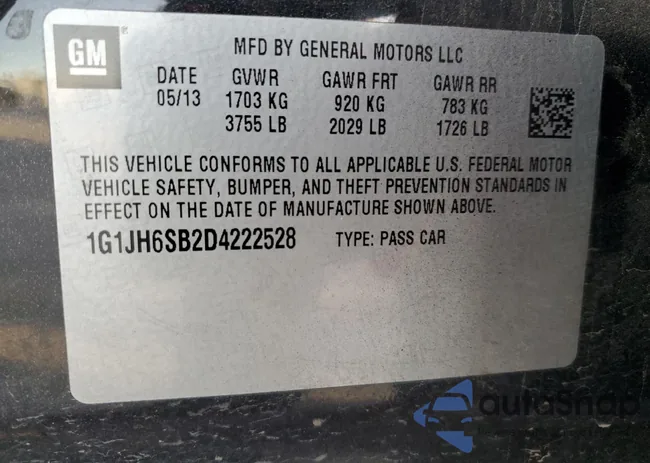 GM
MFD BY GENERAL MOTORS LLC
DATE GVWR GAWR FRT GAWR RR
05/13 1703 KG 920 KG 783 KG
3755 LB 2029 LB 1726 LB
THIS VEHICLE CONFORMS TO ALL APPLICABLE U.S. FEDERAL MOTOR
VEHICLE SAFETY, BUMPER, AND THEFT PREVENTION STANDARDS IN
EFFECT ON THE DATE OF MANUFACTURE SHOWN ABOVE.
1G1JH6SB2D4222528 TYPE: PASS CAR
autoSnap